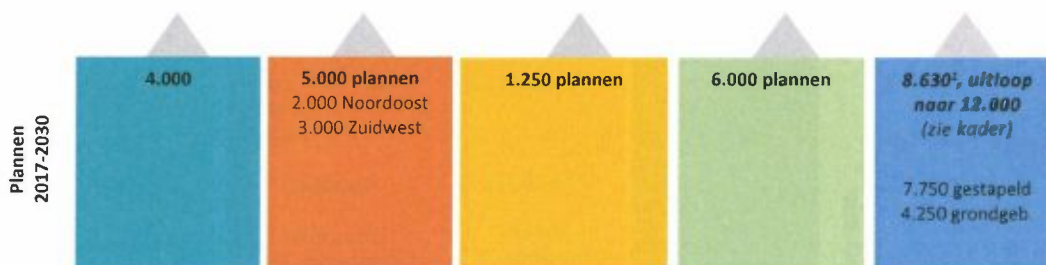 Plannen
2017-2030
4.000
5.000 plannen
2.000 Noordoost
3.000 Zuidwest
1.250 plannen
6.000 plannen
8.630¹, uitloop
naar 12.000
(zie kader)
7.750 gestapeld
4.250 grondgeb.